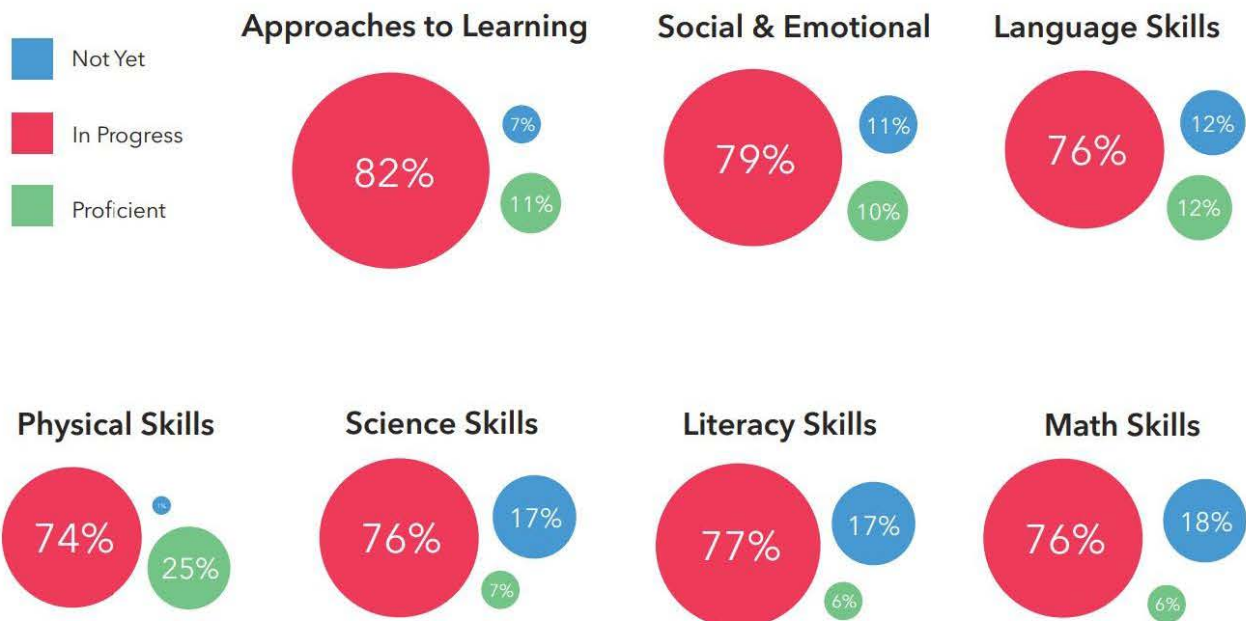 Approaches to Learning
Social & Emotional
Language Skills
Not Yet
In Progress
Proficient
82%
7%
11%
79%
11%
10%
76%
12%
12%
Physical Skills
Science Skills
Literacy Skills
Math Skills
74%
1%
25%
76%
17%
7%
77%
17%
6%
76%
18%
6%